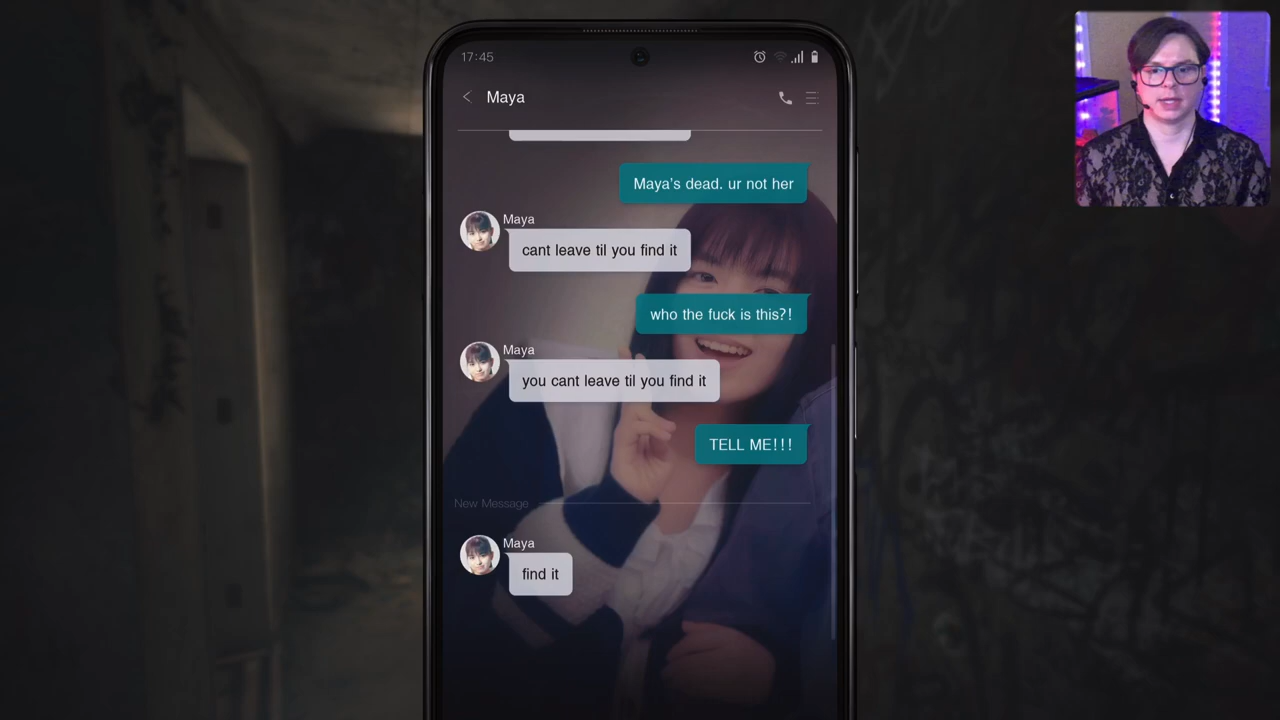 17:45
Maya
Maya's dead. ur not her
Maya
cant leave til you find it
who the fuck is this?!
Maya
you cant leave til you find it
TELL ME!!!
New Message
Maya
find it